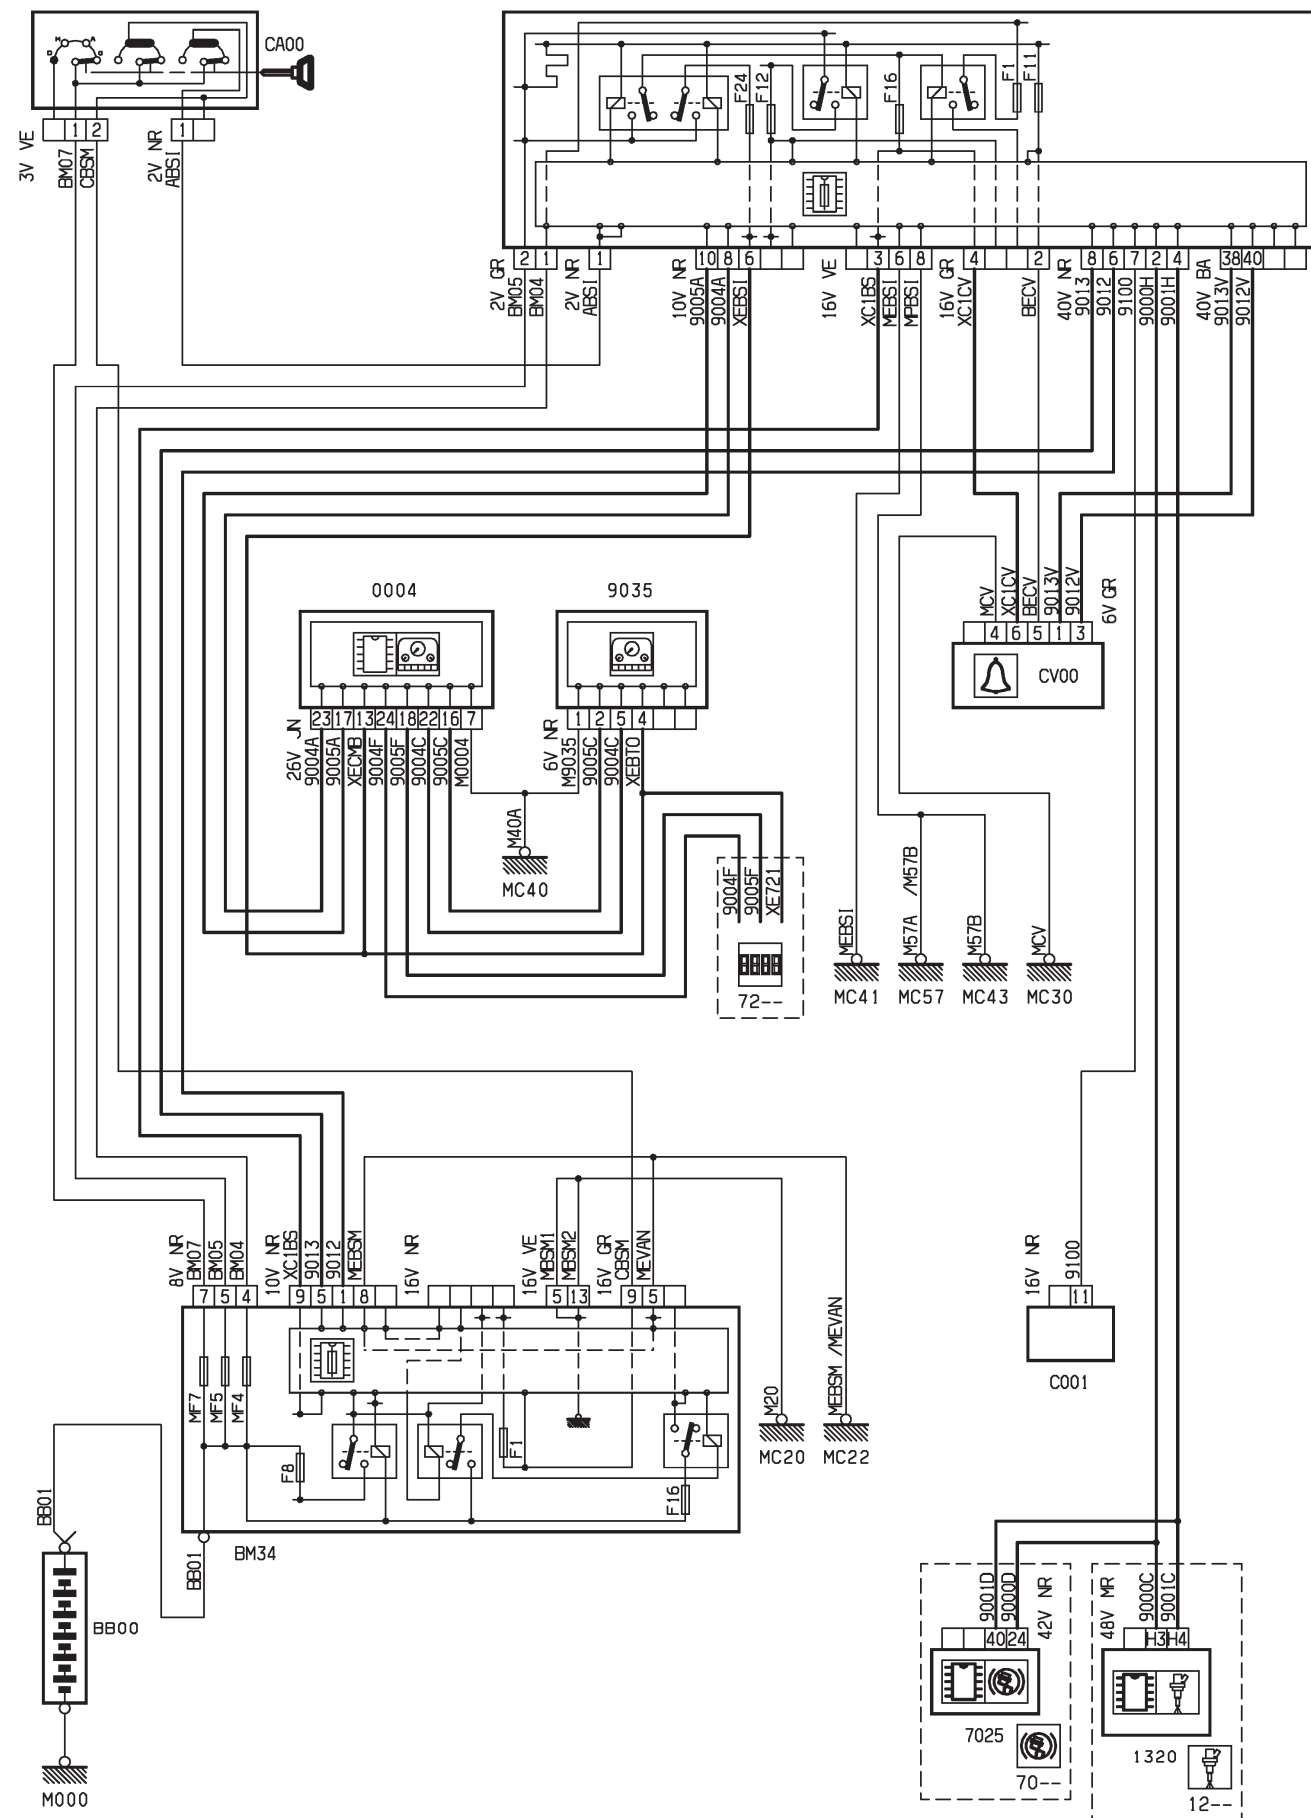 CA00
3V VE
1
2
BM07
CBSM
2V NR
1
ABSI
F24
F12
F16
F1
F11
2V GR
2
1
BM05
BM04
2V NR
1
ABSI
10V NR
10
8
6
9005A
9004A
XEBSI
16V VE
3
6
8
XC1BS
MEBSI
MPBSI
16V GR
4
2
XC1CV
BECV
40V NR
8
6
7
2
4
9013
9012
9100
9000H
9001H
40V BA
38
40
9013V
9012V
0004
26V JN
23
17
13
24
18
22
16
7
9004A
9005A
XECMB
9004F
9005F
9004C
9005C
M0004
9035
6V NR
1
2
5
4
M9035
9005C
9004C
XEBTO
M40A
MC40
MCV
XC1CV
BECV
9013V
9012V
6V GR
4
6
5
1
3
CV00
9004F
9005F
XE721
72--
MEBSI
MC41
M57A /M57B
MC57
M57B
MC43
MCV
MC30
8V NR
BM07
BM05
BM04
7
5
4
10V NR
XC1BS
9013
9012
MEBSM
9
5
1
8
16V NR
16V VE
MBSM1
MBSM2
5
13
16V GR
CBSM
MEVAN
9
5
MF7
MF5
MF4
F8
F1
F16
BM34
M20
MC20
MEBSM /MEVAN
MC22
16V NR
9100
11
C001
BB01
BB01
BB00
M000
9001D
9000D
42V NR
40
24
7025
70--
48V MR
9000C
9001C
H3
H4
1320
12--